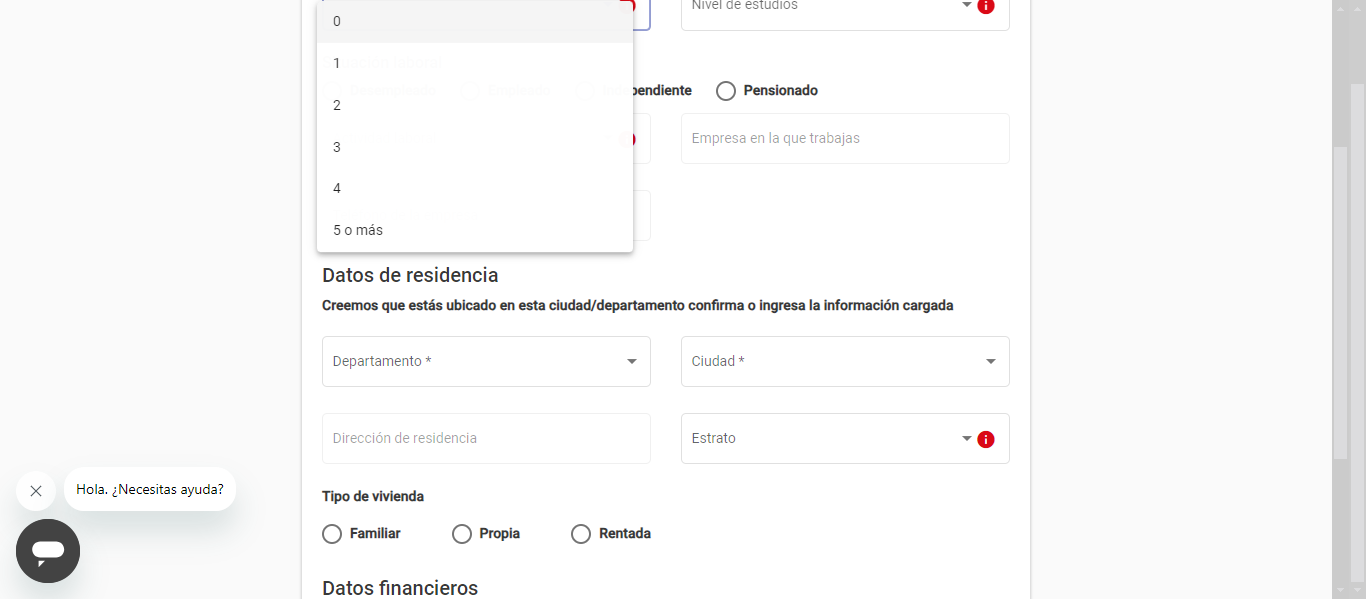 0
Nivel de estudios
1
2
pendiente
Pensionado
3
Empresa en la que trabajas
4
5 o más
Datos de residencia
Creemos que estás ubicado en esta ciudad/departamento confirma o ingresa la información cargada
Departamento *
Ciudad *
Dirección de residencia
Estrato
Tipo de vivienda
Familiar
Propia
Rentada
Datos financieros
Hola. ¿Necesitas ayuda?